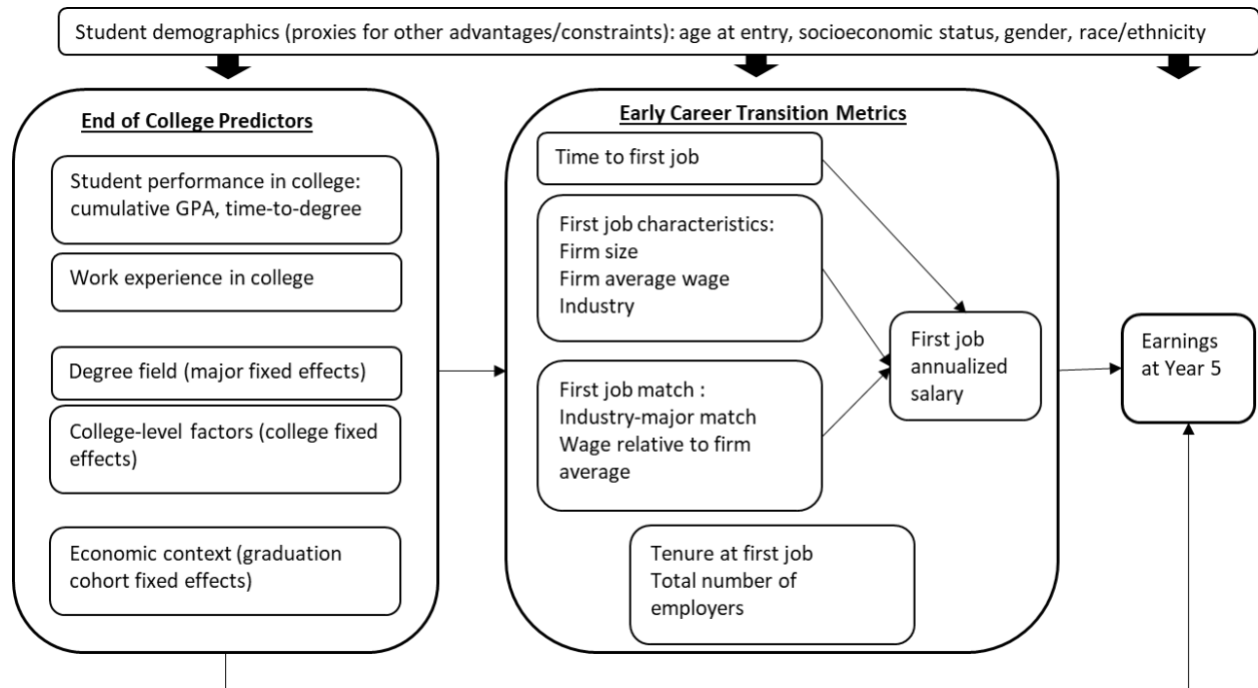 Student demographics (proxies for other advantages/constraints): age at entry, socioeconomic status, gender, race/ethnicity
End of College Predictors
Student performance in college:
cumulative GPA, time-to-degree
Work experience in college
Degree field (major fixed effects)
College-level factors (college fixed
effects)
Economic context (graduation
cohort fixed effects)
Early Career Transition Metrics
Time to first job
First job characteristics:
Firm size
Firm average wage
Industry
First job match :
Industry-major match
Wage relative to firm
average
First job
annualized
salary
Tenure at first job
Total number of
employers
Earnings
at Year 5